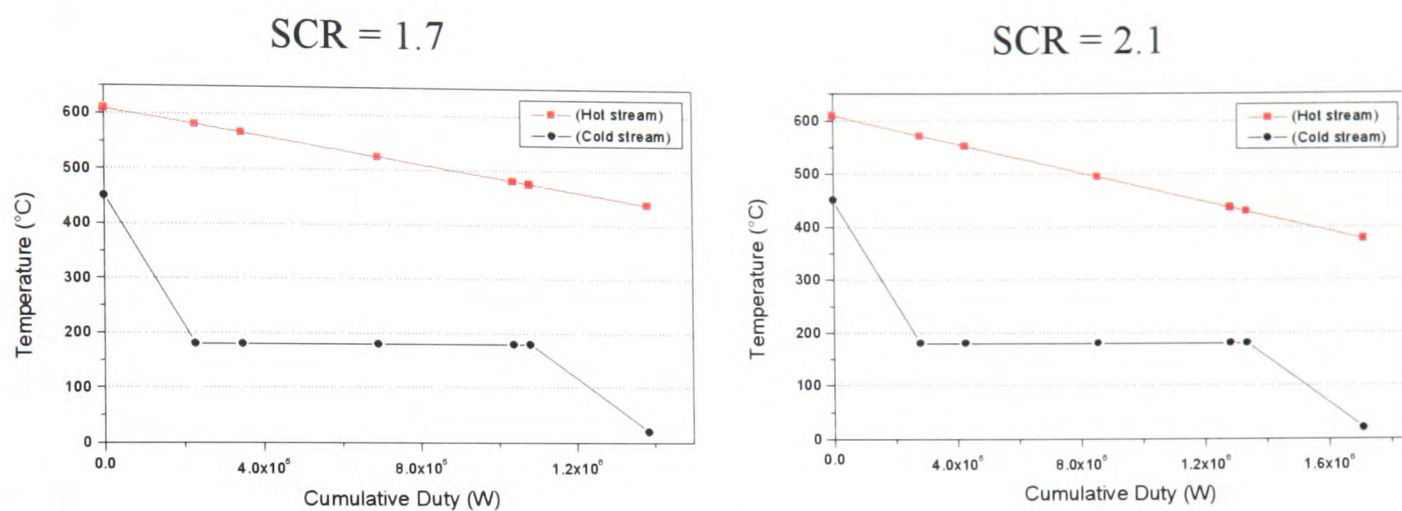 SCR = 1.7
600
500
400
300
200
100
0
Temperature (°C)
(Hot stream)
(Cold stream)
0.0
4.0x10⁵
8.0x10⁵
1.2x10⁶
Cumulative Duty (W)
SCR = 2.1
600
500
400
300
200
100
0
Temperature (°C)
(Hot stream)
(Cold stream)
0.0
4.0x10⁵
8.0x10⁵
1.2x10⁶
1.6x10⁶
Cumulative Duty (W)